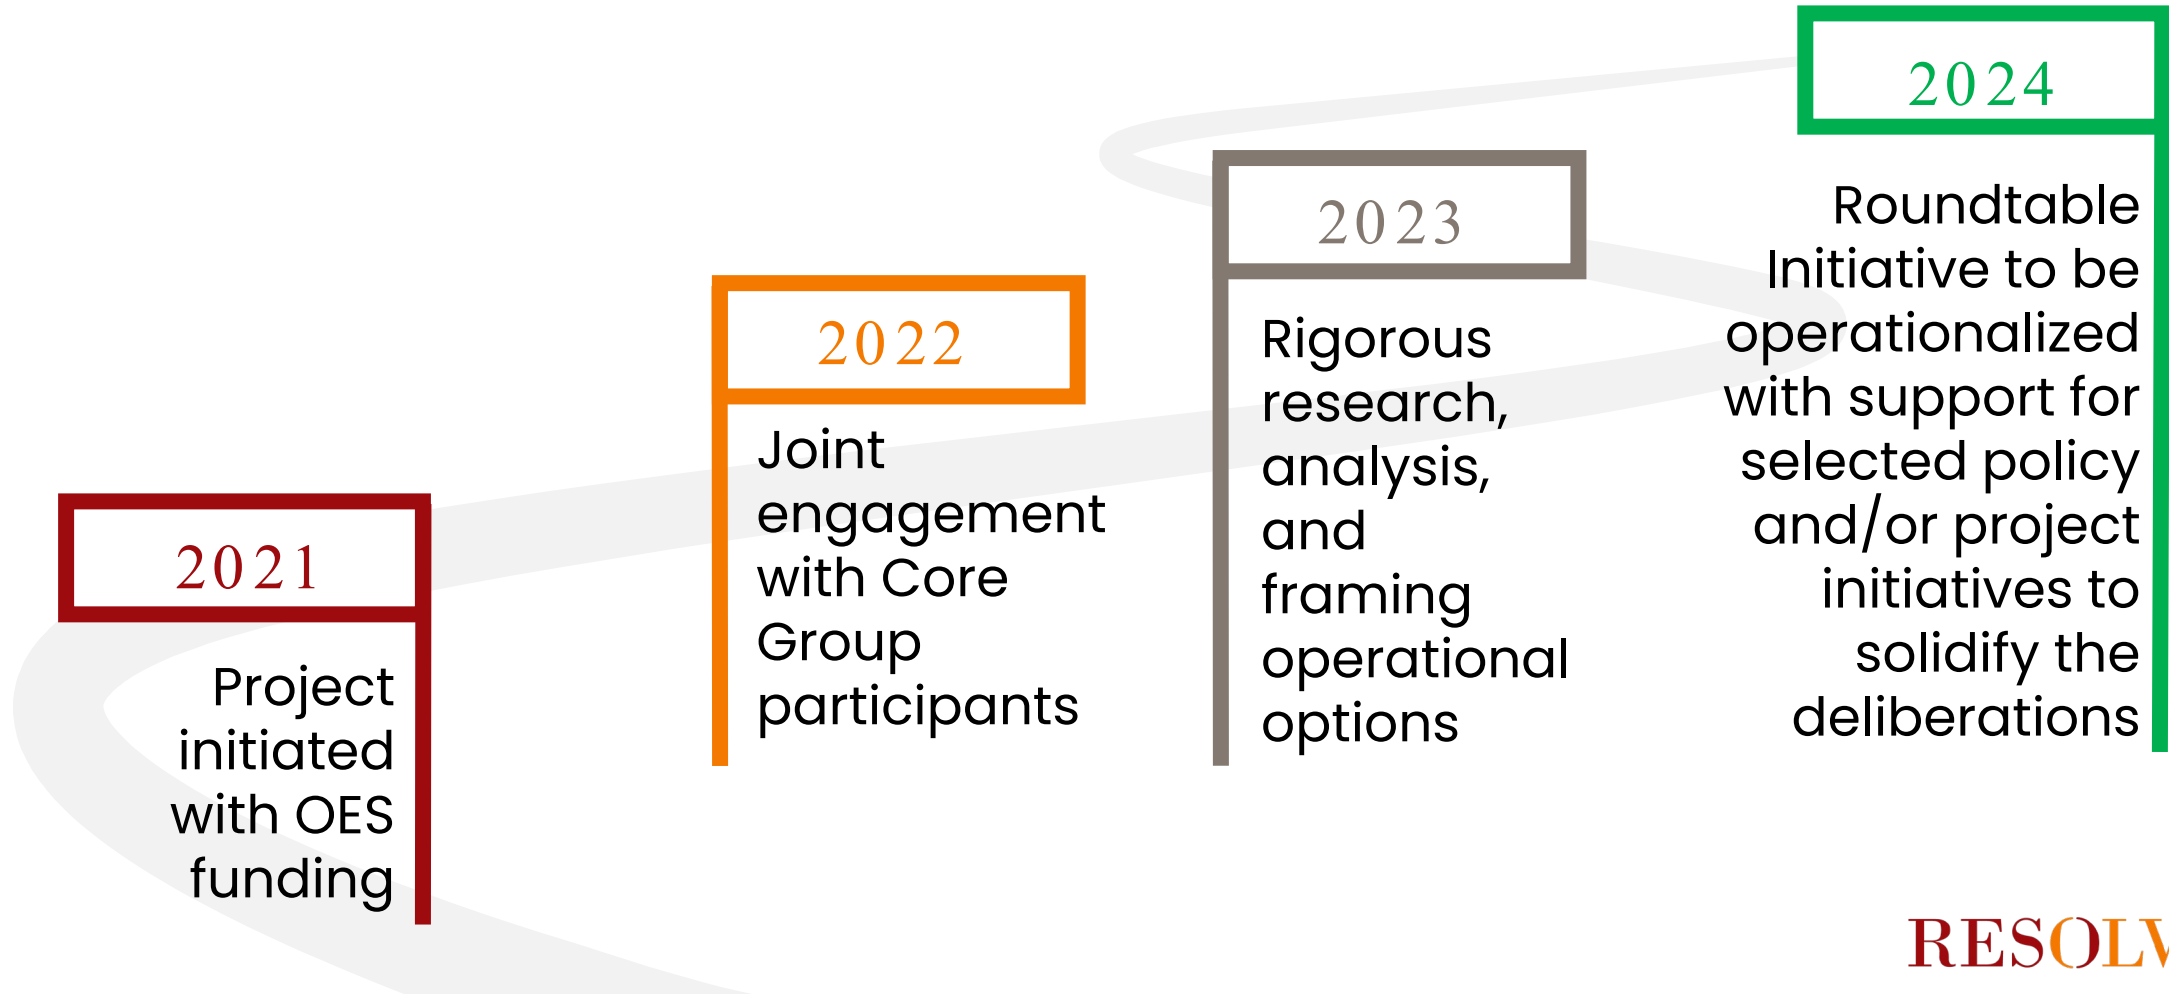 2021
Project
initiated
with OES
funding
2022
Joint
engagement
with Core
Group
participants
2023
Rigorous
research,
analysis,
and
framing
operational
options
2024
Roundtable
Initiative to be
operationalized
with support for
selected policy
and/or project
initiatives to
solidify the
deliberations
RESOLV